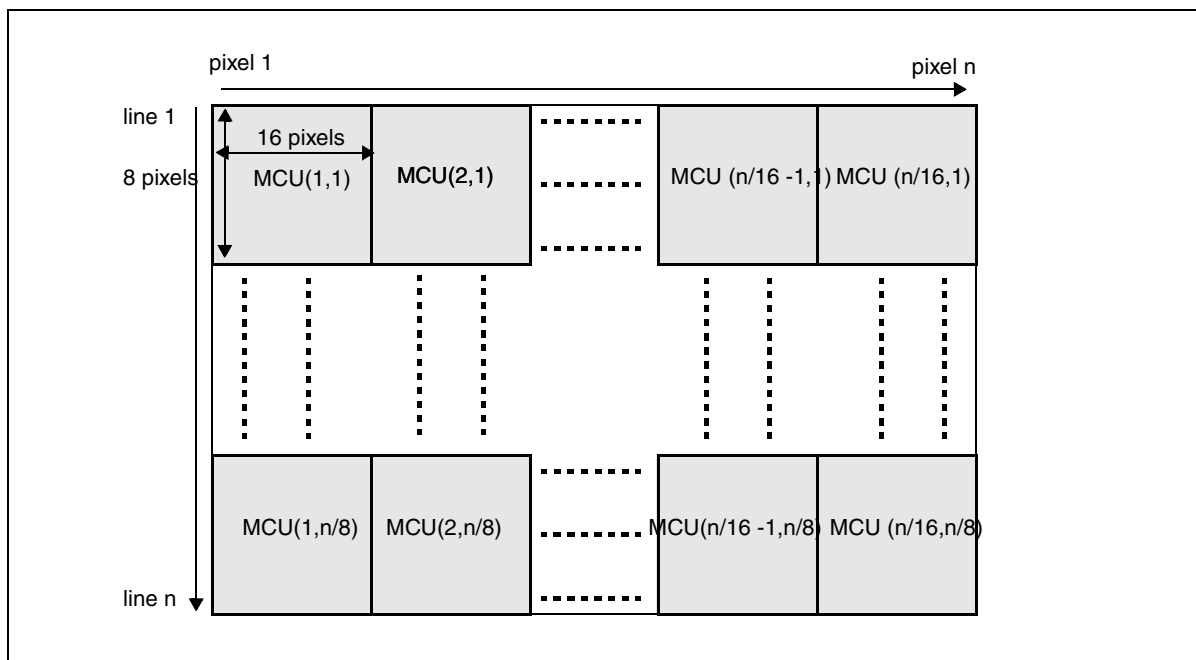 pixel 1
pixel n
line 1
16 pixels
8 pixels
MCU(1,1)
MCU(2,1)
MCU (n/16 -1,1)
MCU (n/16,1)
MCU(1,n/8)
MCU(2,n/8)
MCU(n/16 -1,n/8)
MCU (n/16,n/8)
line n